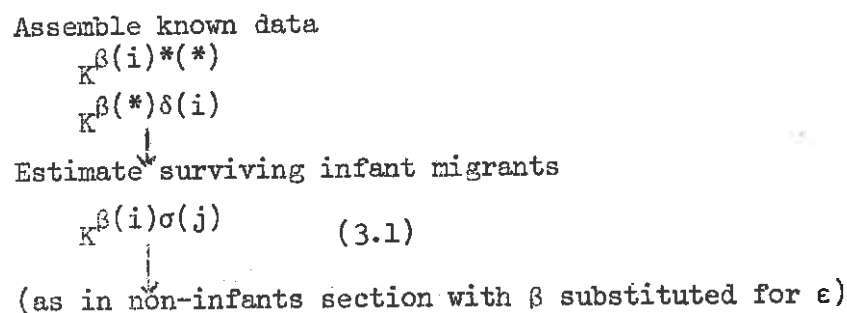 Assemble known data
K^β(i)*(*)
K^β(*)δ(i)
Estimate surviving infant migrants
K^β(i)σ(j) (3.1)
(as in non-infants section with β substituted for ε)